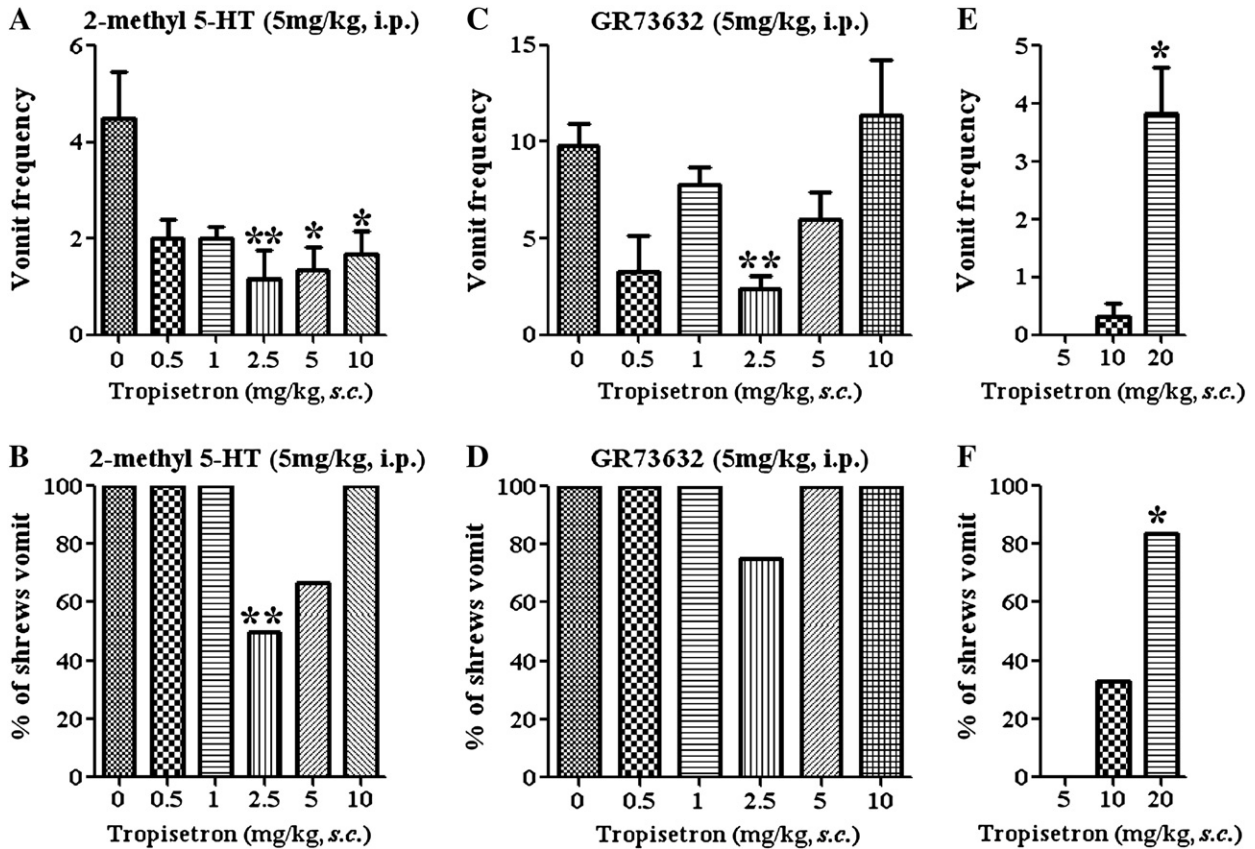 A
2-methyl 5-HT (5mg/kg, i.p.)
Vomit frequency
6
4
2
0
** * *
0 0.5 1 2.5 5 10
Tropisetron (mg/kg, s.c.)
C
GR73632 (5mg/kg, i.p.)
Vomit frequency
15
10
5
0
**
0 0.5 1 2.5 5 10
Tropisetron (mg/kg, s.c.)
E
Vomit frequency
5
4
3
2
1
0
*
5 10 20
Tropisetron (mg/kg, s.c.)
B
2-methyl 5-HT (5mg/kg, i.p.)
% of shrews vomit
100
80
60
40
20
0
**
0 0.5 1 2.5 5 10
Tropisetron (mg/kg, s.c.)
D
GR73632 (5mg/kg, i.p.)
% of shrews vomit
100
80
60
40
20
0
0 0.5 1 2.5 5 10
Tropisetron (mg/kg, s.c.)
F
% of shrews vomit
100
80
60
40
20
0
*
5 10 20
Tropisetron (mg/kg, s.c.)